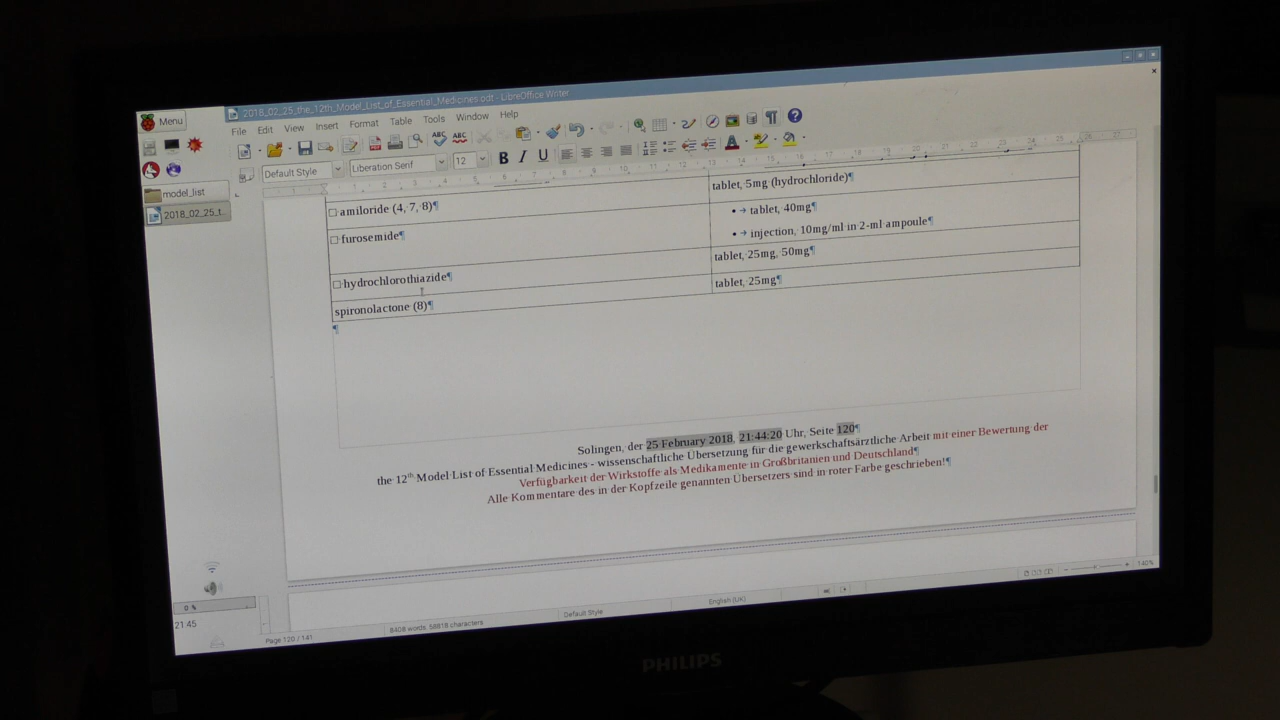 2018_02_25_the_12th_Model_List_of_Essential_Medicines.odt - LibreOffice Writer
Menu
File Edit View Insert Format Table Tools Window Help
Default Style Liberation Serif 12
model_list
2018_02_25_t...
tablet, 5mg (hydrochloride)¶
□ amiloride (4, 7, 8)¶
• → tablet, 40mg¶
□ furosemide¶
• → injection, 10mg/ml in 2-ml ampoule¶
□ hydrochlorothiazide¶
tablet, 25mg, 50mg¶
spironolactone (8)¶
tablet, 25mg¶
¶
Solingen, der 25 February 2018, 21:44:20 Uhr, Seite 120¶
the 12th Model List of Essential Medicines - wissenschaftliche Übersetzung für die gewerkschaftsärztliche Arbeit mit einer Bewertung der
Verfügbarkeit der Wirkstoffe als Medikamente in Großbritanien und Deutschland¶
Alle Kommentare des in der Kopfzeile genannten Übersetzers sind in roter Farbe geschrieben!¶
0 %
21:45
Page 120 / 141 8408 words, 58818 characters Default Style English (UK) 140%
PHILIPS